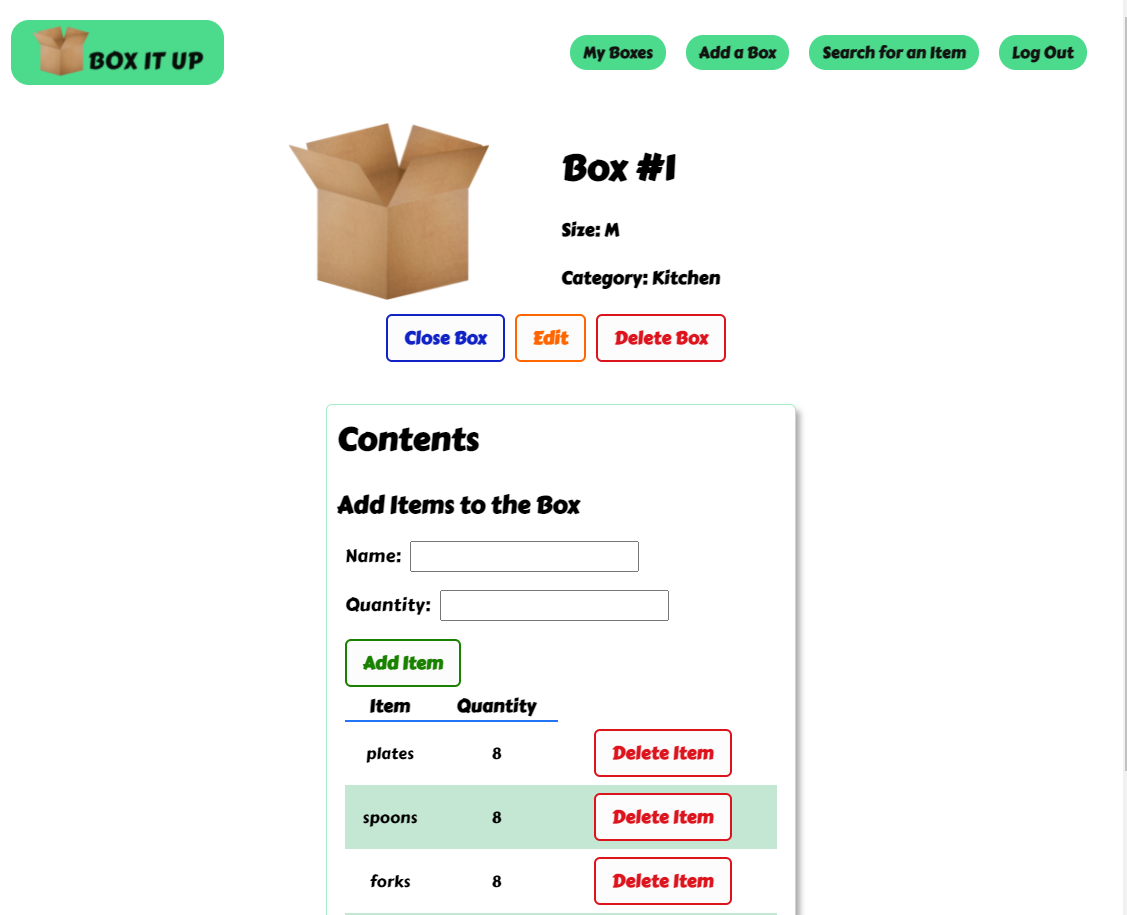 BOX IT UP
My Boxes Add a Box Search for an Item Log Out
Box #1
Size: M
Category: Kitchen
Close Box Edit Delete Box
Contents
Add Items to the Box
Name:
Quantity:
Add Item
Item Quantity
plates 8 Delete Item
spoons 8 Delete Item
forks 8 Delete Item